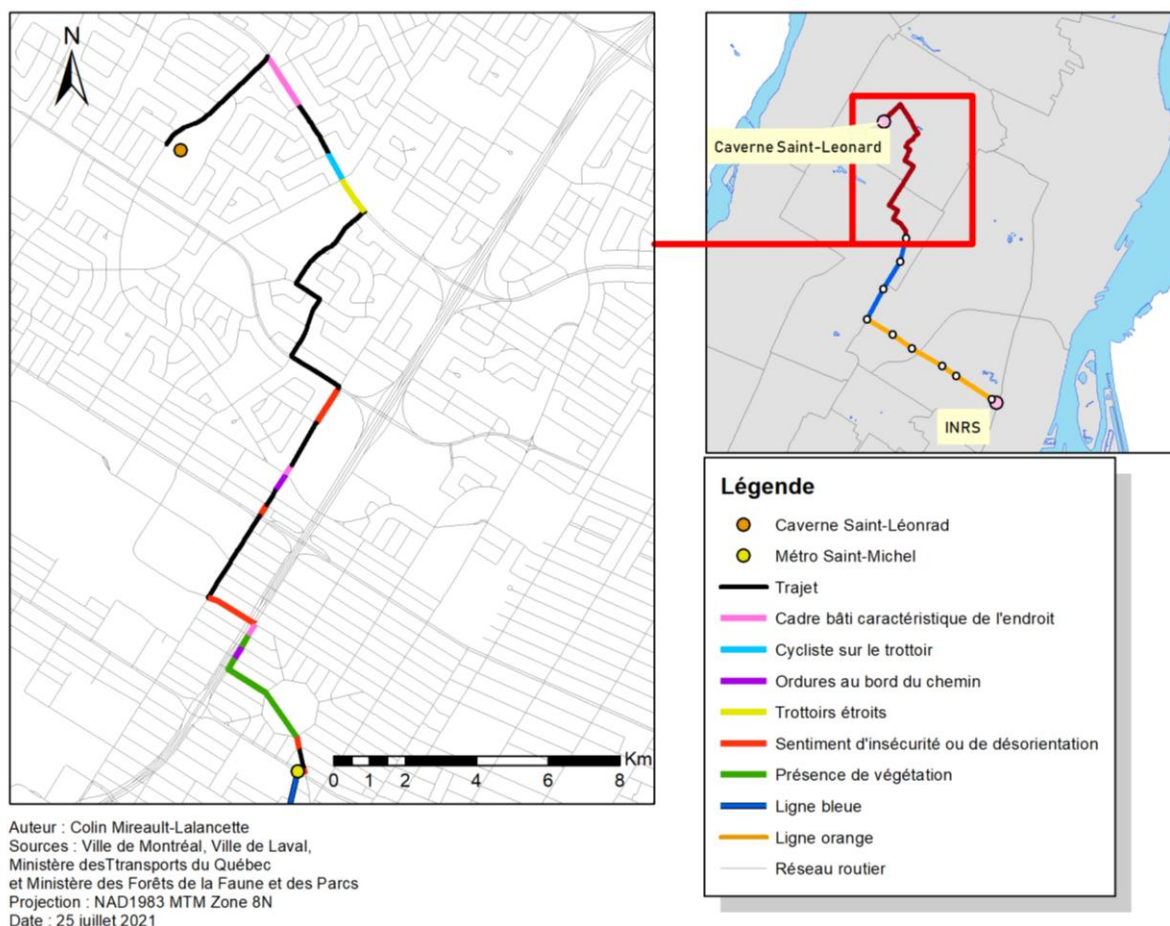 N
Km
0 1 2 4 6 8
Caverne Saint-Leonard
INRS
Légende
Caverne Saint-Léonrad
Métro Saint-Michel
Trajet
Cadre bâti caractéristique de l'endroit
Cycliste sur le trottoir
Ordures au bord du chemin
Trottoirs étroits
Sentiment d'insécurité ou de désorientation
Présence de végétation
Ligne bleue
Ligne orange
Réseau routier
Auteur : Colin Mireault-Lalancette
Sources : Ville de Montréal, Ville de Laval,
Ministère desTtransports du Québec
et Ministère des Forêts de la Faune et des Parcs
Projection : NAD1983 MTM Zone 8N
Date : 25 juillet 2021